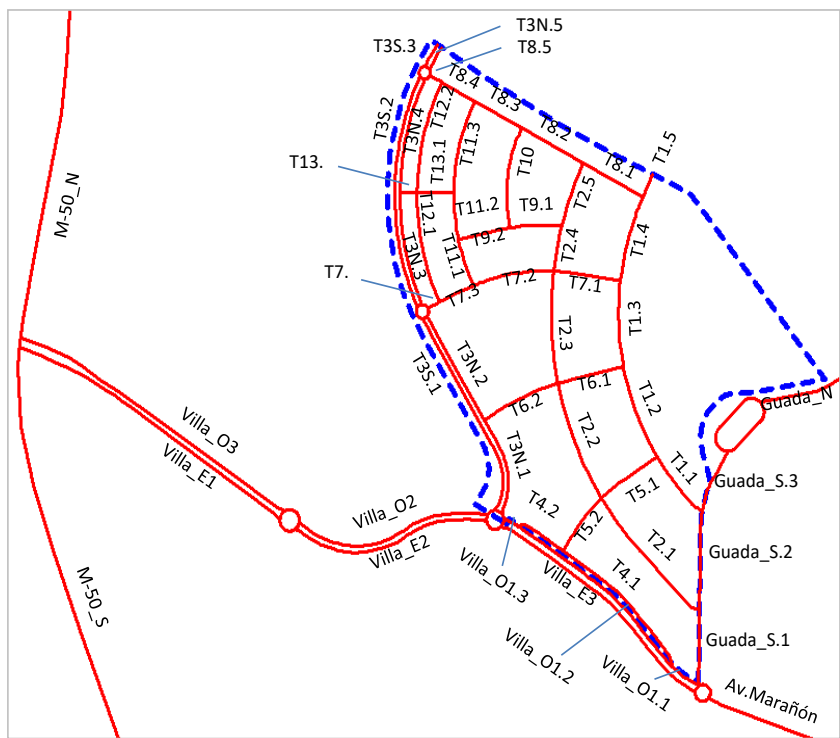 T3N.5
T3S.3
T8.5
T8.4
T8.3
T8.2
T8.1
T1.5
T3S.2
T3N.4
T12.2
T13.1
T11.3
T10
T2.5
T13.
T12.1
T11.2
T9.1
T9.2
T2.4
T1.4
M-50_N
T3N.3
T11.1
T7.
T7.3
T7.2
T7.1
T2.3
T1.3
T3S.1
T3N.2
T6.2
T6.1
T1.2
Guada_N
Villa_O3
Villa_E1
T3N.1
T2.2
T1.1
Guada_S.3
T5.1
Villa_O2
Villa_E2
T4.2
T5.2
T2.1
Guada_S.2
Villa_O1.3
Villa_E3
T4.1
M-50_S
Villa_O1.2
Guada_S.1
Villa_O1.1
Av.Marañón